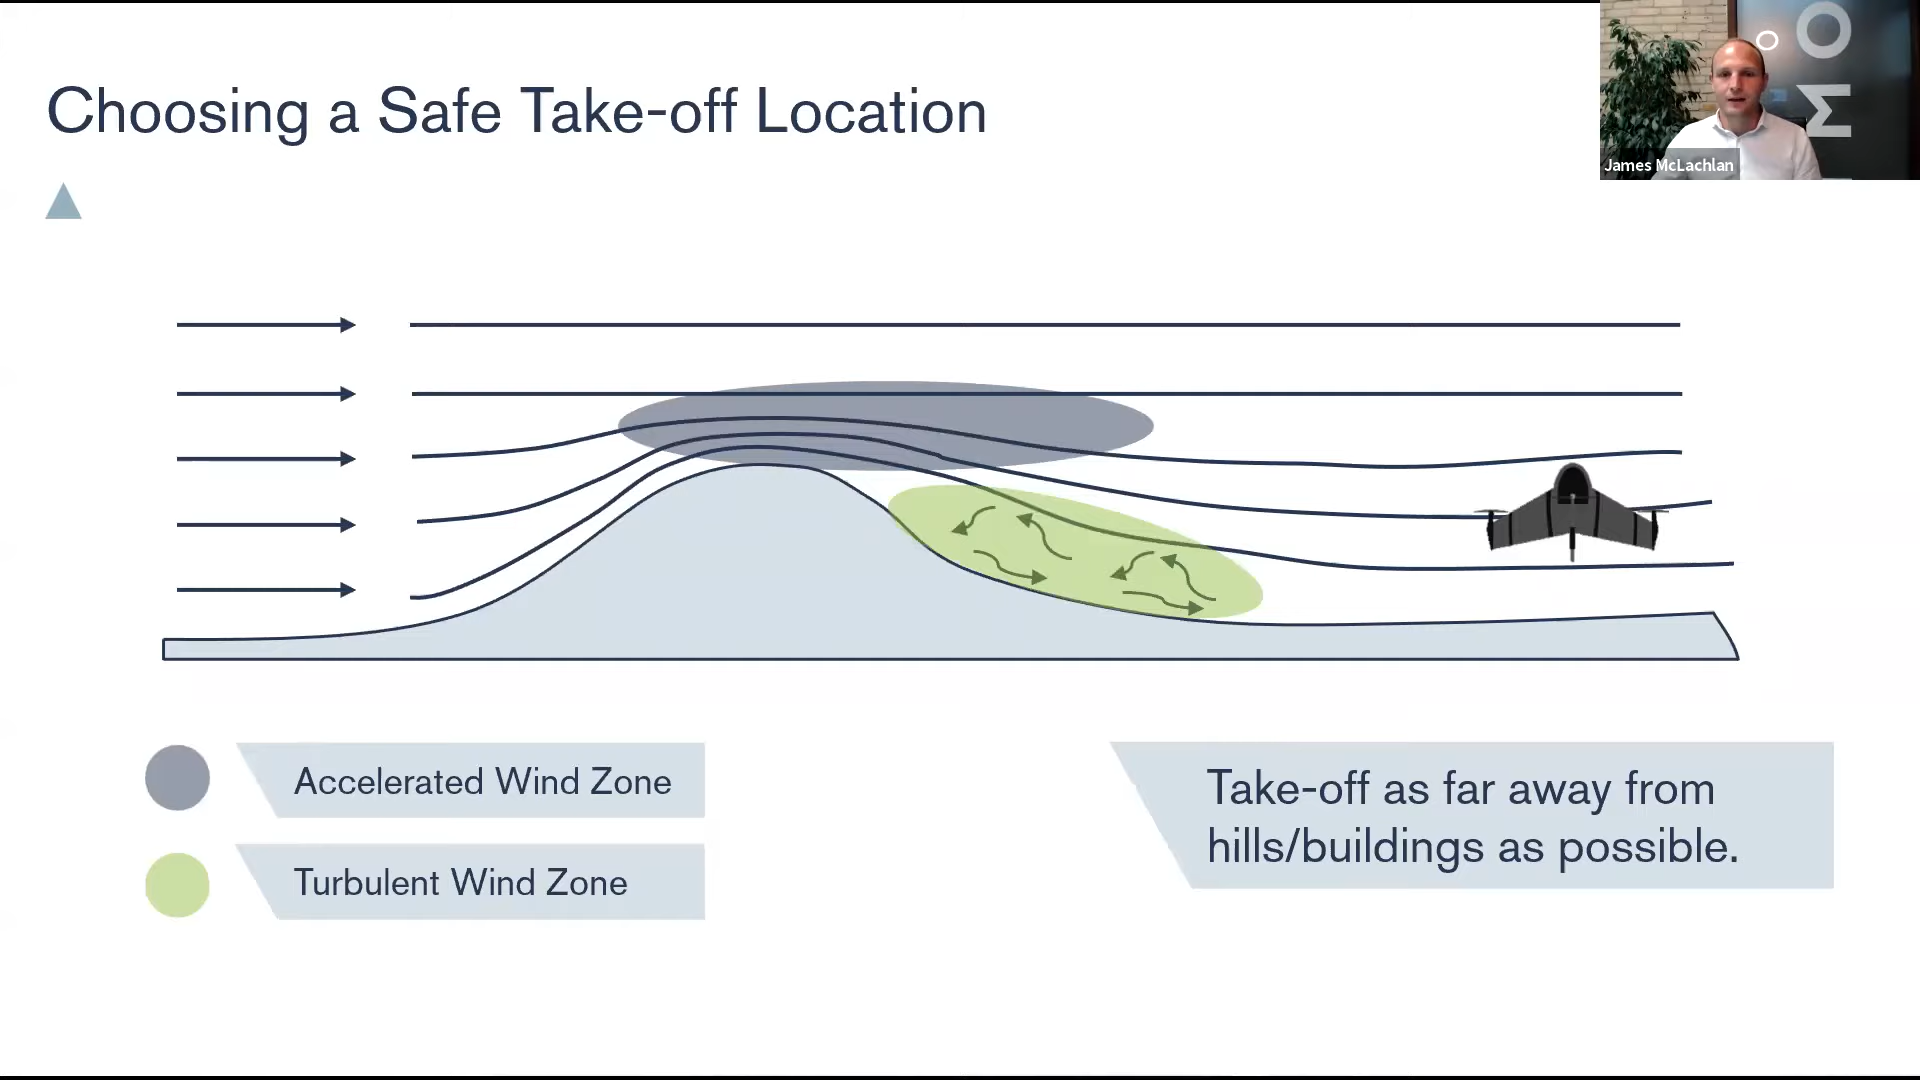 Choosing a Safe Take-off Location
James McLachlan
Accelerated Wind Zone
Turbulent Wind Zone
Take-off as far away from
hills/buildings as possible.